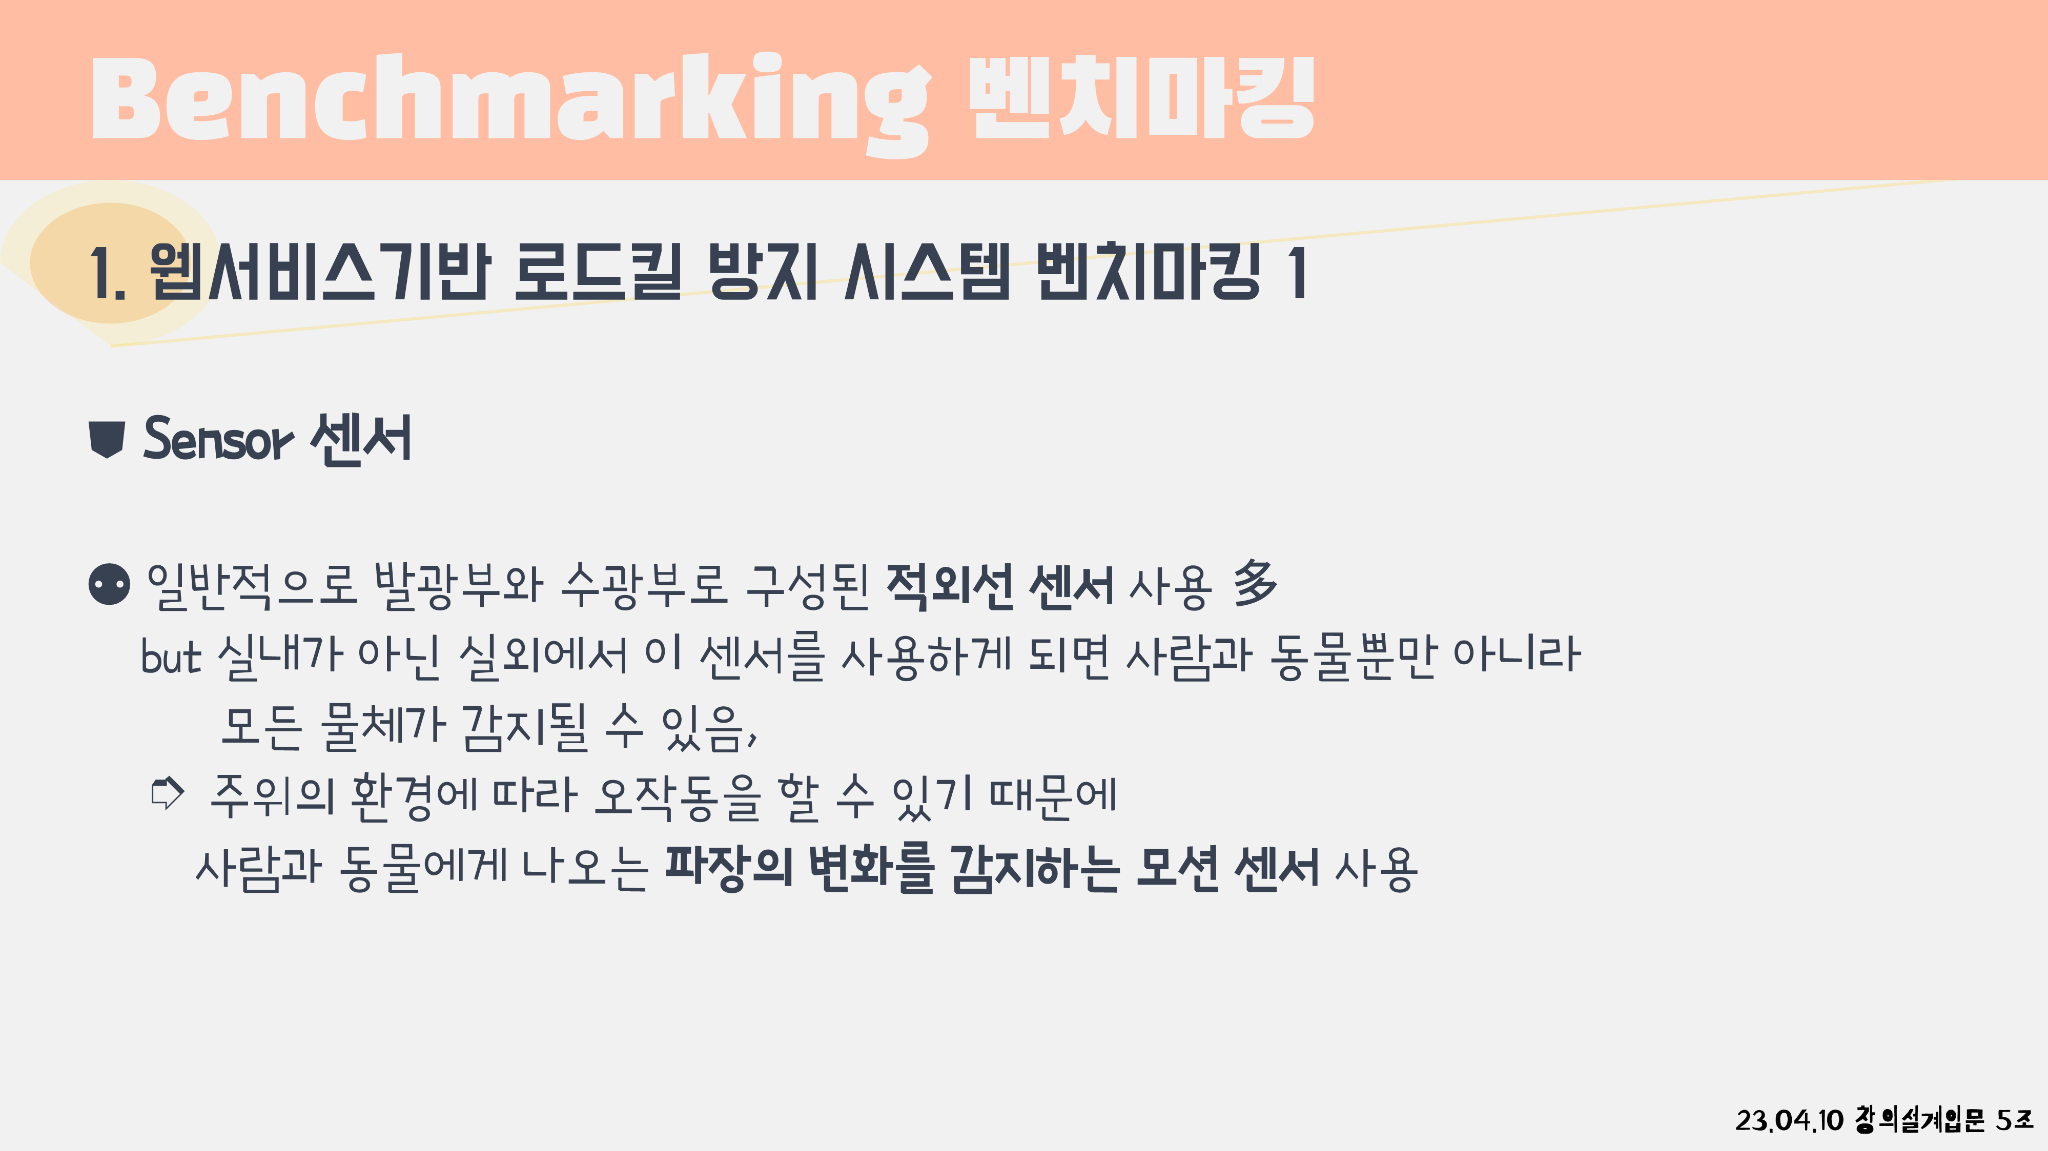 Benchmarking 벤치마킹
1. 웹서비스기반 로드킬 방지 시스템 벤치마킹 1
Sensor 센서
일반적으로 발광부와 수광부로 구성된 적외선 센서 사용 多
but 실내가 아닌 실외에서 이 센서를 사용하게 되면 사람과 동물뿐만 아니라
모든 물체가 감지될 수 있음,
➩ 주위의 환경에 따라 오작동을 할 수 있기 때문에
사람과 동물에게 나오는 파장의 변화를 감지하는 모션 센서 사용
23.04.10 창의설계입문 5조